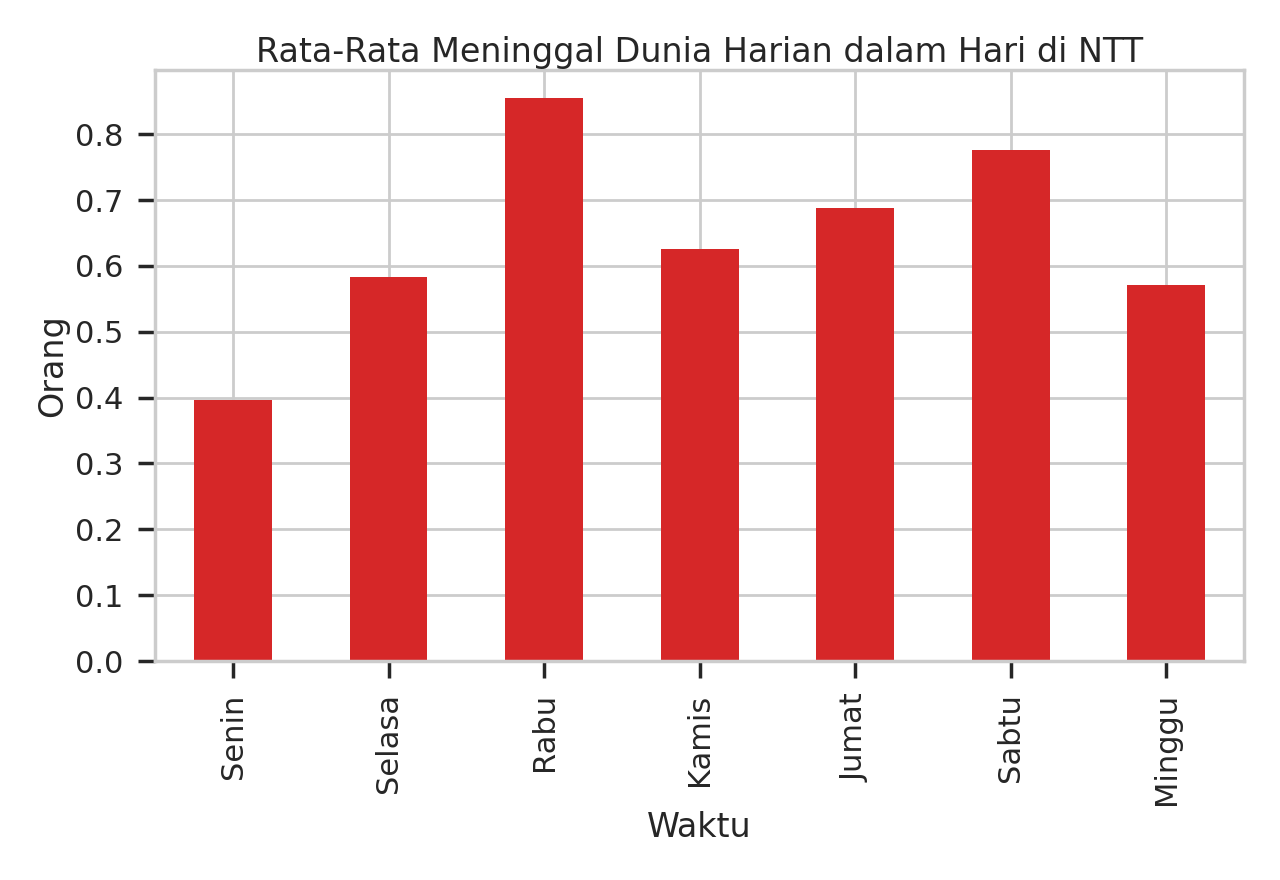 Rata-Rata Meninggal Dunia Harian dalam Hari di NTT
Orang
0.8
0.7
0.6
0.5
0.4
0.3
0.2
0.1
0.0
Senin
Selasa
Rabu
Kamis
Jumat
Sabtu
Minggu
Waktu